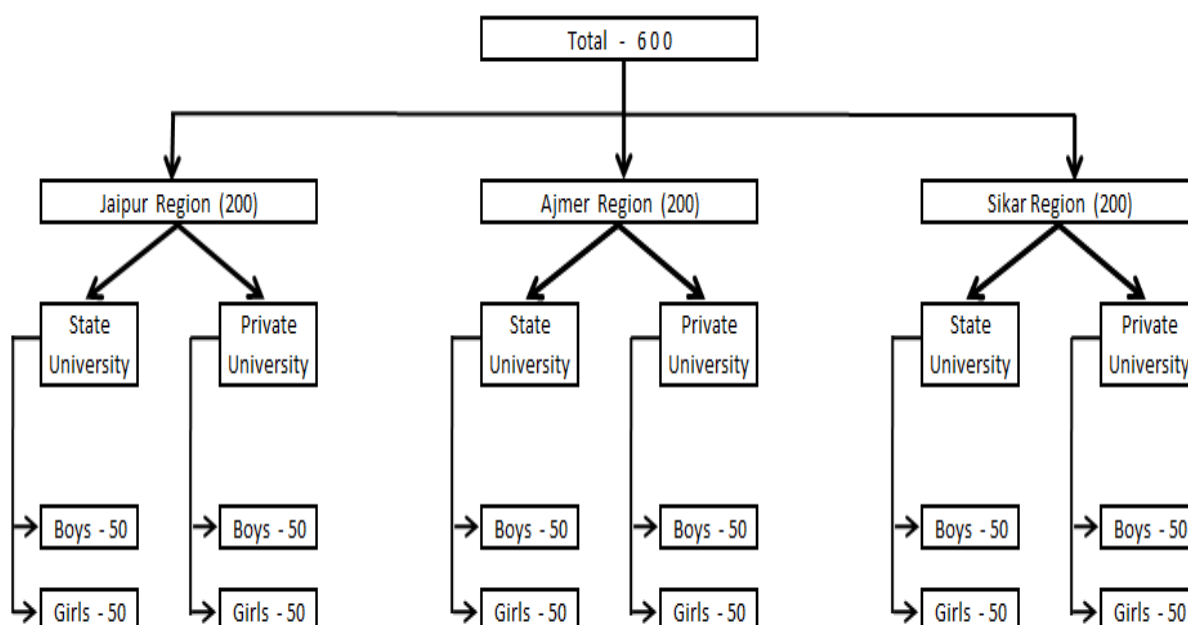 Total - 600
Jaipur Region (200)
Ajmer Region (200)
Sikar Region (200)
State
University
Private
University
State
University
Private
University
State
University
Private
University
Boys - 50
Boys - 50
Boys - 50
Boys - 50
Boys - 50
Boys - 50
Girls - 50
Girls - 50
Girls - 50
Girls - 50
Girls - 50
Girls - 50